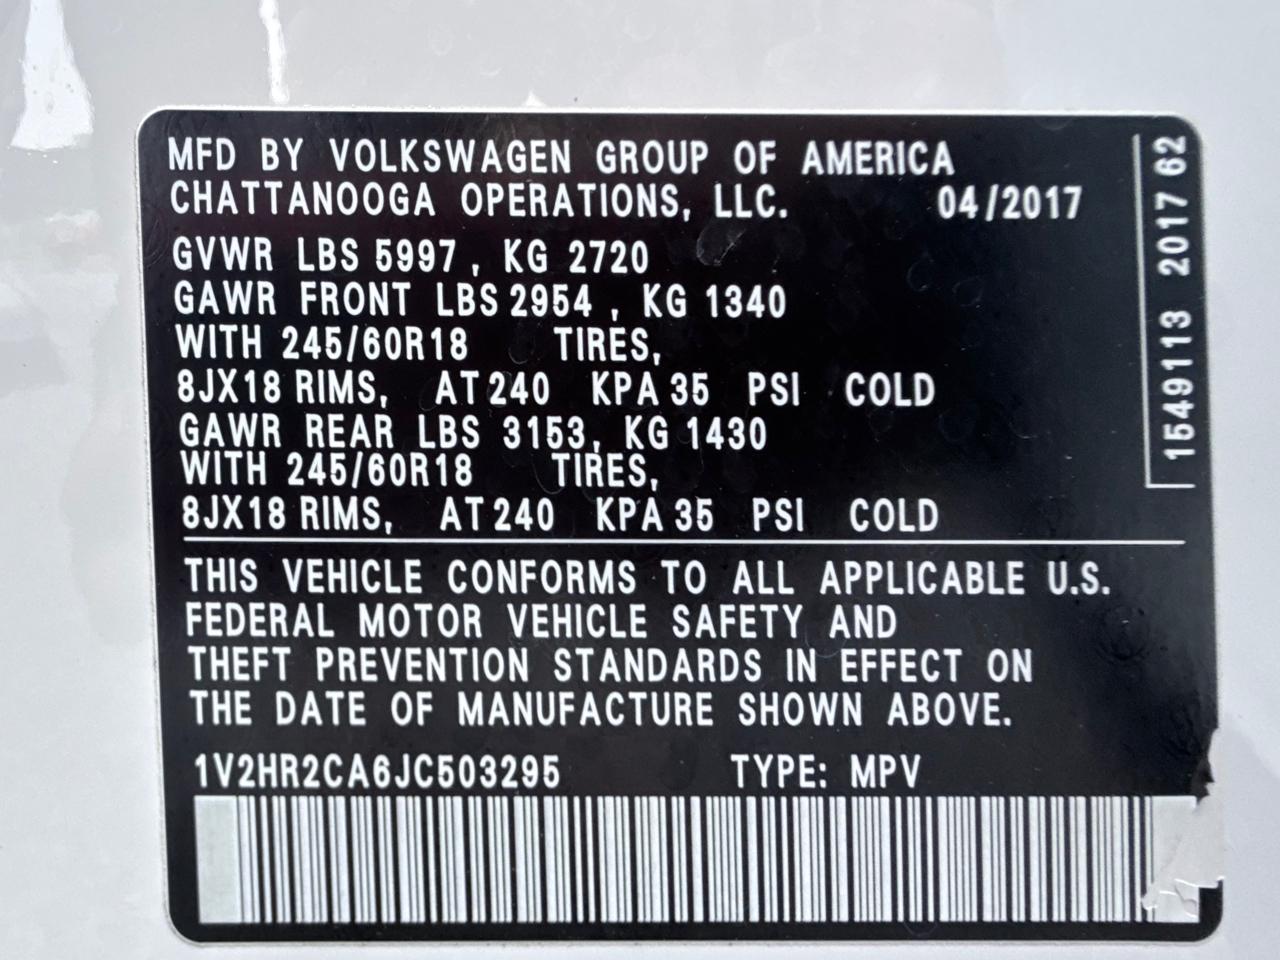 MFD BY VOLKSWAGEN GROUP OF AMERICA
CHATTANOOGA OPERATIONS, LLC. 04/2017
GVWR LBS 5997, KG 2720
GAWR FRONT LBS 2954, KG 1340
WITH 245/60R18 TIRES,
8JX18 RIMS, AT 240 KPA 35 PSI COLD
GAWR REAR LBS 3153, KG 1430
WITH 245/60R18 TIRES,
8JX18 RIMS, AT 240 KPA 35 PSI COLD
THIS VEHICLE CONFORMS TO ALL APPLICABLE U.S.
FEDERAL MOTOR VEHICLE SAFETY AND
THEFT PREVENTION STANDARDS IN EFFECT ON
THE DATE OF MANUFACTURE SHOWN ABOVE.
1V2HR2CA6JC503295 TYPE: MPV
1549113 2017 62